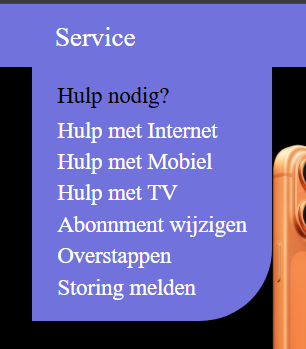 Service
Hulp nodig?
Hulp met Internet
Hulp met Mobiel
Hulp met TV
Abonnment wijzigen
Overstappen
Storing melden